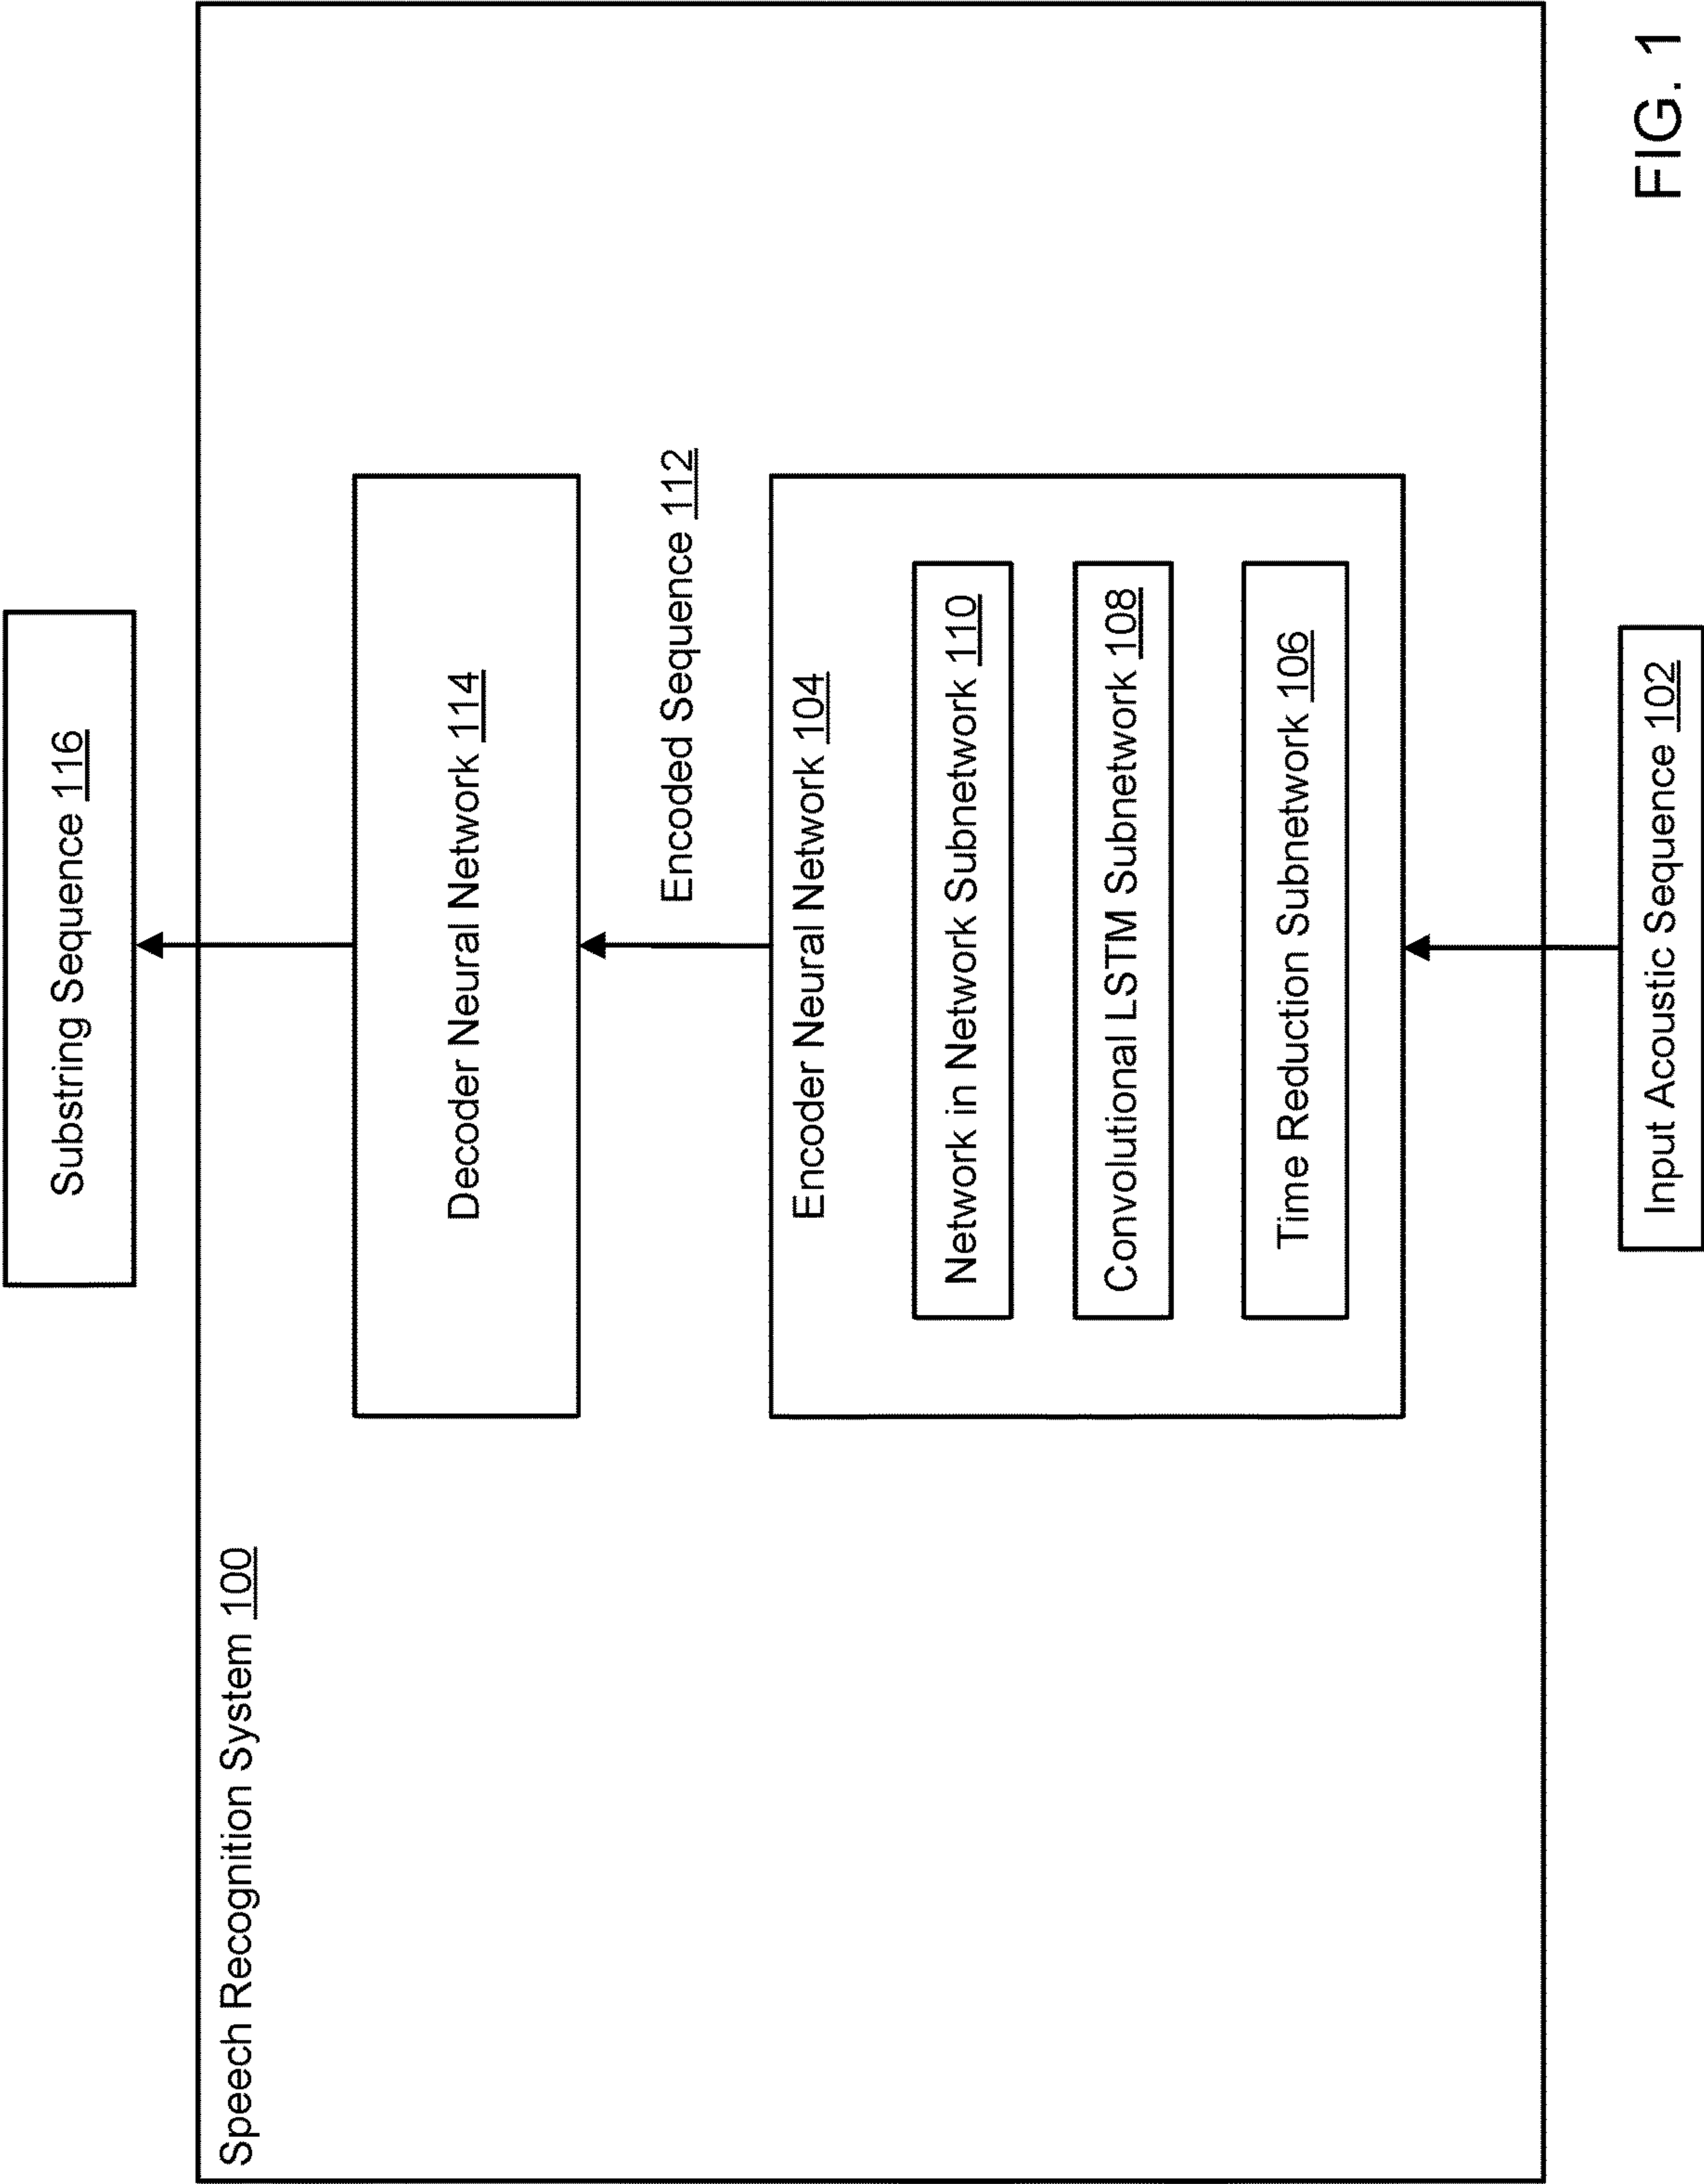 Substring Sequence 116
Speech Recognition System 100
Decoder Neural Network 114
Encoded Sequence 112
Encoder Neural Network 104
Network in Network Subnetwork 110
Convolutional LSTM Subnetwork 108
Time Reduction Subnetwork 106
Input Acoustic Sequence 102
FIG. 1